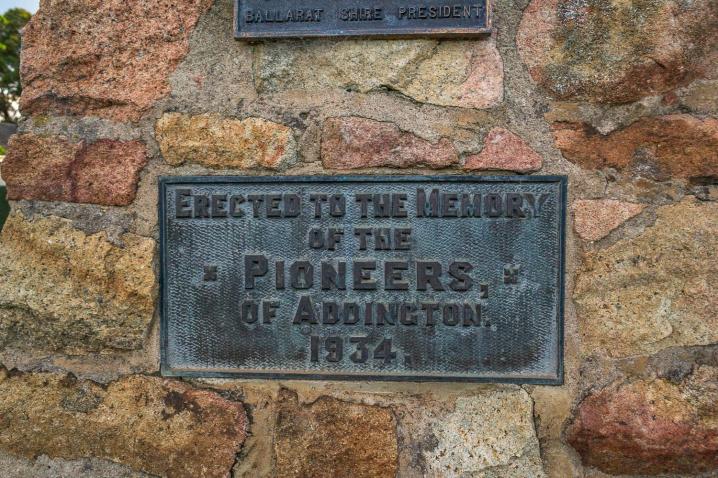 BALLARAT SHIRE PRESIDENT
ERECTED TO THE MEMORY
OF THE
PIONEERS,
OF ADDINGTON.
1934.